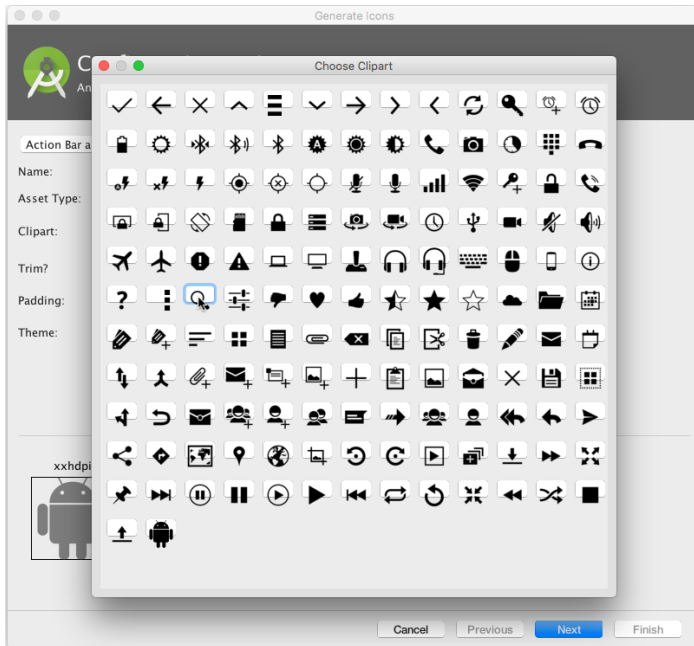 Generate Icons
Choose Clipart
Action Bar a
Name:
Asset Type:
Clipart:
Trim?
Padding:
Theme:
xxhdpi
Cancel
Previous
Next
Finish